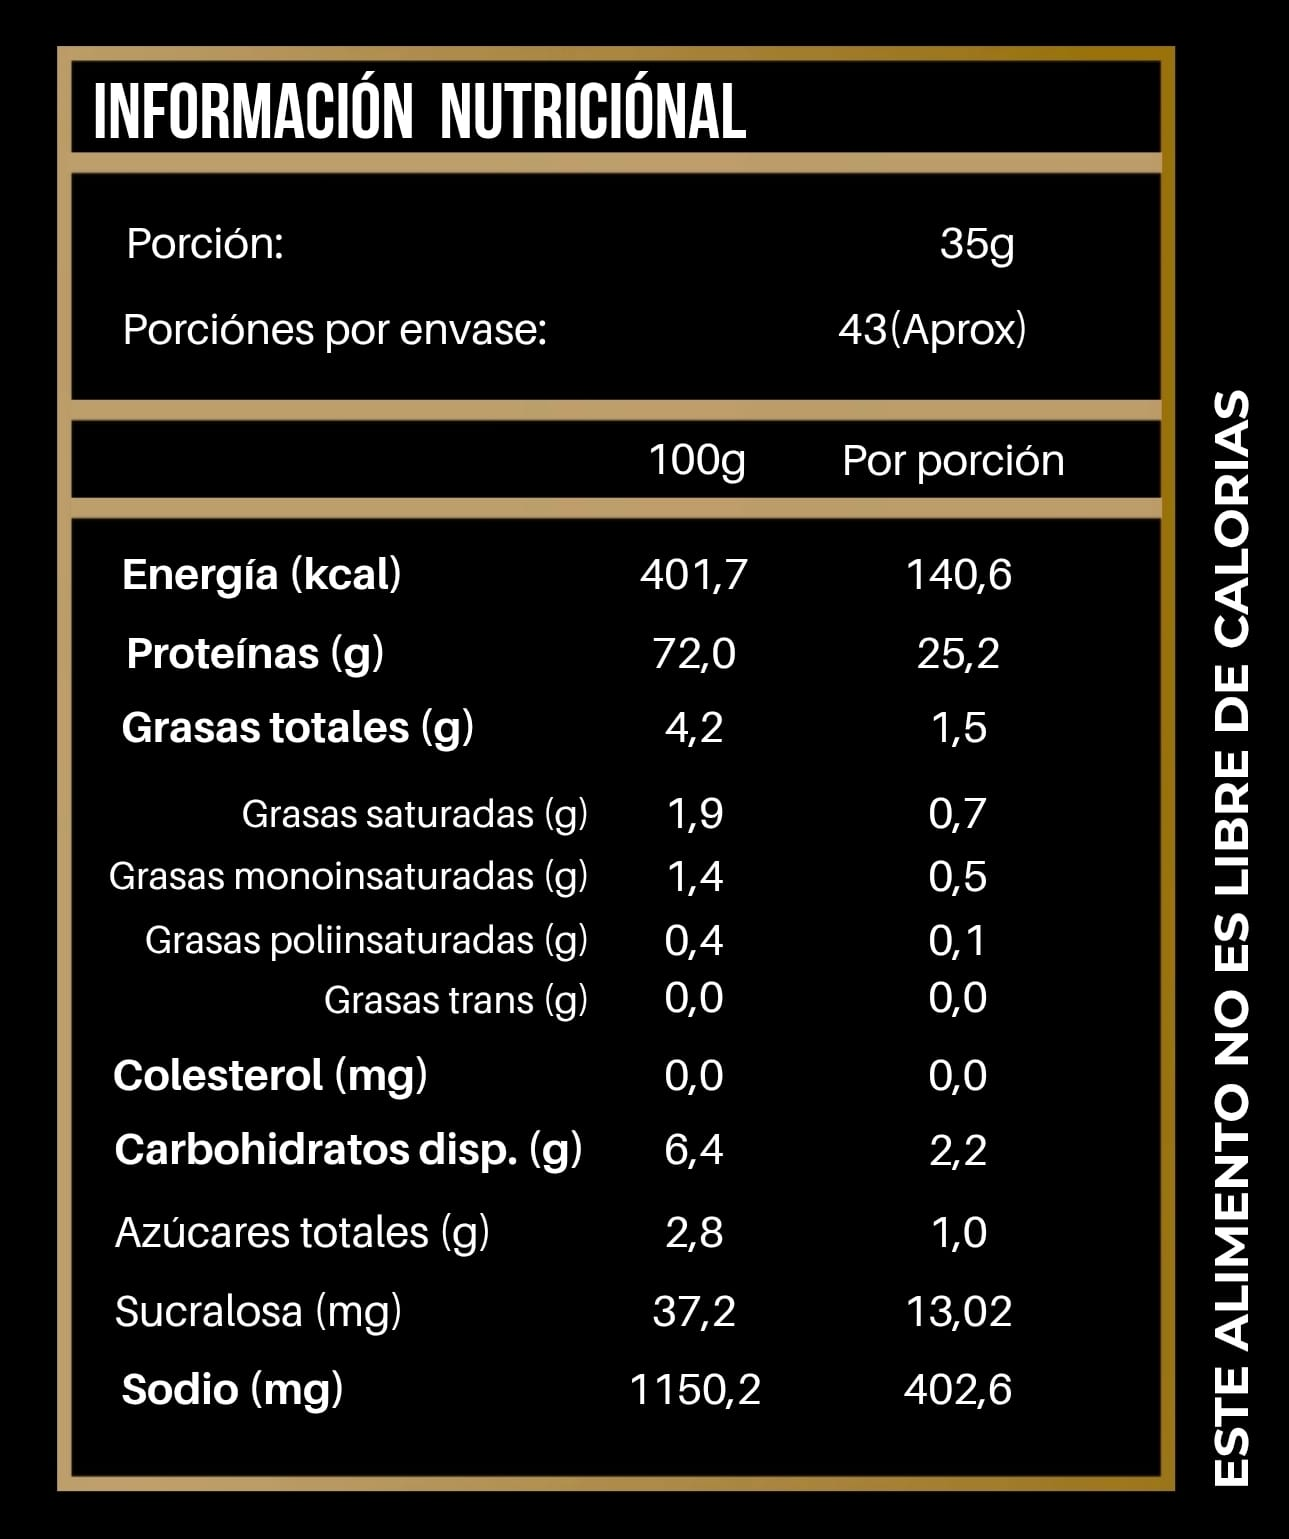 INFORMACIÓN NUTRICIÓNAL
Porción: 35g
Porciónes por envase: 43(Aprox)
100g Por porción
Energía (kcal) 401,7 140,6
Proteínas (g) 72,0 25,2
Grasas totales (g) 4,2 1,5
Grasas saturadas (g) 1,9 0,7
Grasas monoinsaturadas (g) 1,4 0,5
Grasas poliinsaturadas (g) 0,4 0,1
Grasas trans (g) 0,0 0,0
Colesterol (mg) 0,0 0,0
Carbohidratos disp. (g) 6,4 2,2
Azúcares totales (g) 2,8 1,0
Sucralosa (mg) 37,2 13,02
Sodio (mg) 1150,2 402,6
ESTE ALIMENTO NO ES LIBRE DE CALORIAS